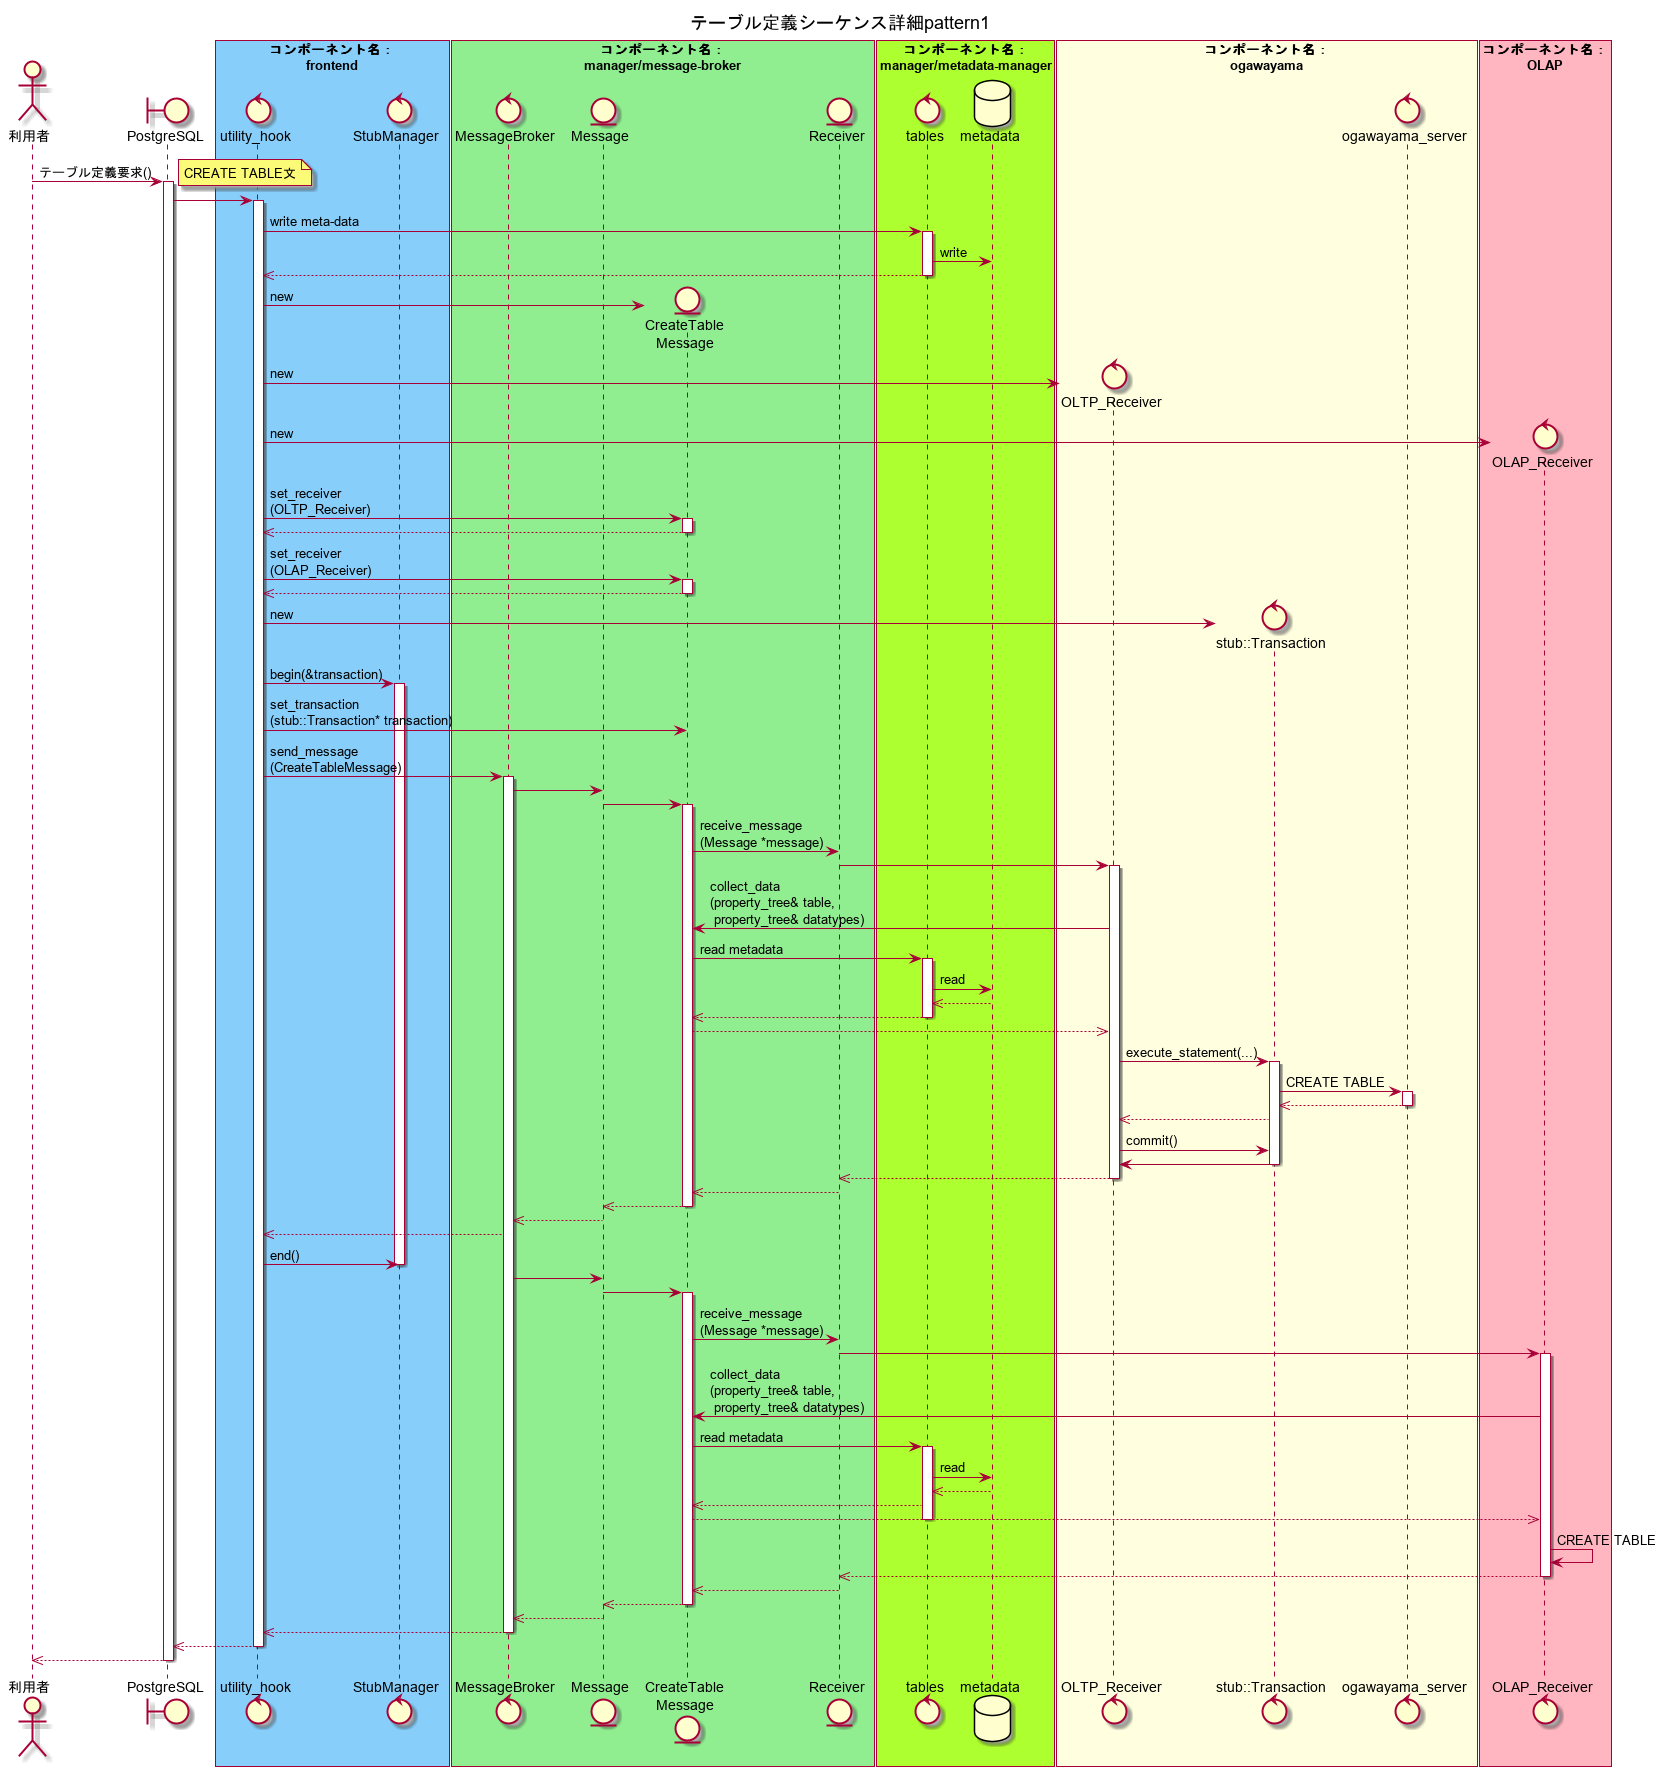 テーブル定義シーケンス詳細pattern1
コンポーネント名：
frontend
コンポーネント名：
manager/message-broker
コンポーネント名：
manager/metadata-manager
コンポーネント名：
ogawayama
コンポーネント名：
OLAP
利用者
PostgreSQL
utility_hook
StubManager
MessageBroker
Message
Receiver
tables
metadata
ogawayama_server
テーブル定義要求()
CREATE TABLE文
write meta-data
write
new
CreateTable
Message
new
OLTP_Receiver
new
OLAP_Receiver
set_receiver
(OLTP_Receiver)
set_receiver
(OLAP_Receiver)
new
stub::Transaction
begin(&transaction)
set_transaction
(stub::Transaction* transaction)
send_message
(CreateTableMessage)
receive_message
(Message *message)
collect_data
(property_tree& table,
property_tree& datatypes)
read metadata
read
execute_statement(...)
CREATE TABLE
commit()
end()
receive_message
(Message *message)
collect_data
(property_tree& table,
property_tree& datatypes)
read metadata
read
CREATE TABLE
利用者
PostgreSQL
utility_hook
StubManager
MessageBroker
Message
CreateTable
Message
Receiver
tables
metadata
OLTP_Receiver
stub::Transaction
ogawayama_server
OLAP_Receiver